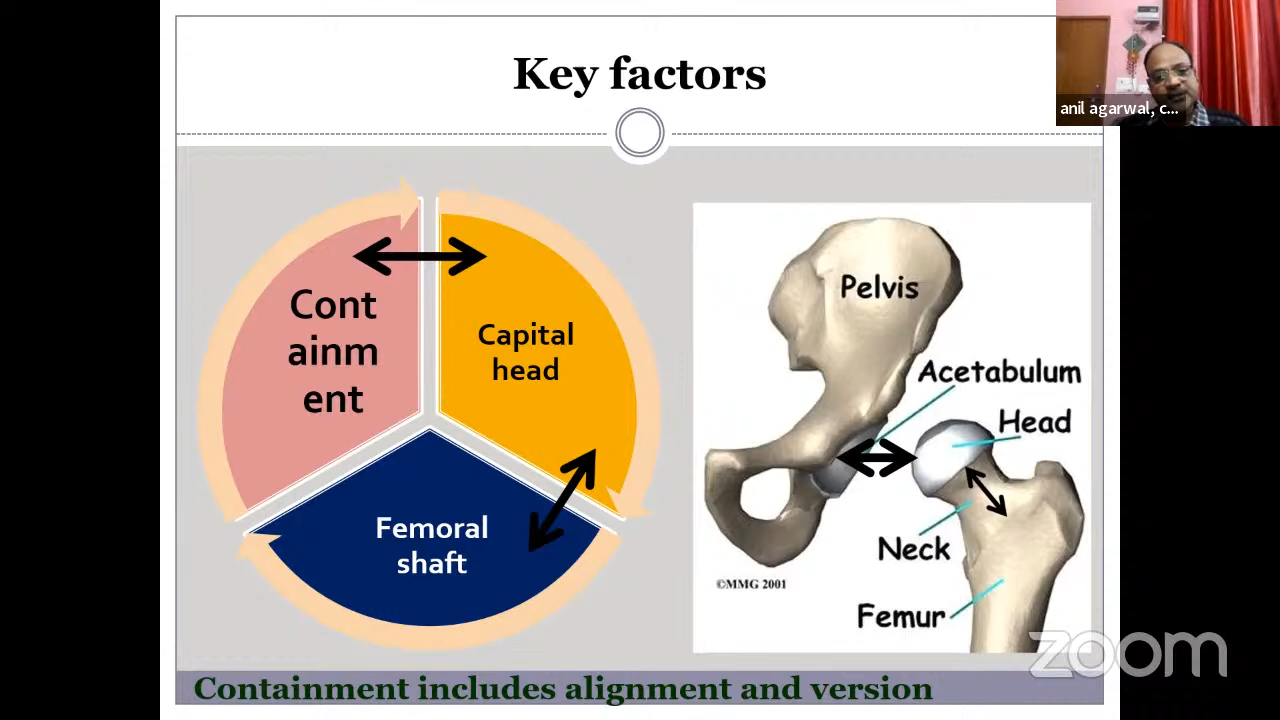 Key factors
anil agarwal, c...
Cont
ainm
ent
Capital
head
Femoral
shaft
Pelvis
Acetabulum
Head
Neck
©MMG 2001
Femur
zoom
Containment includes alignment and version